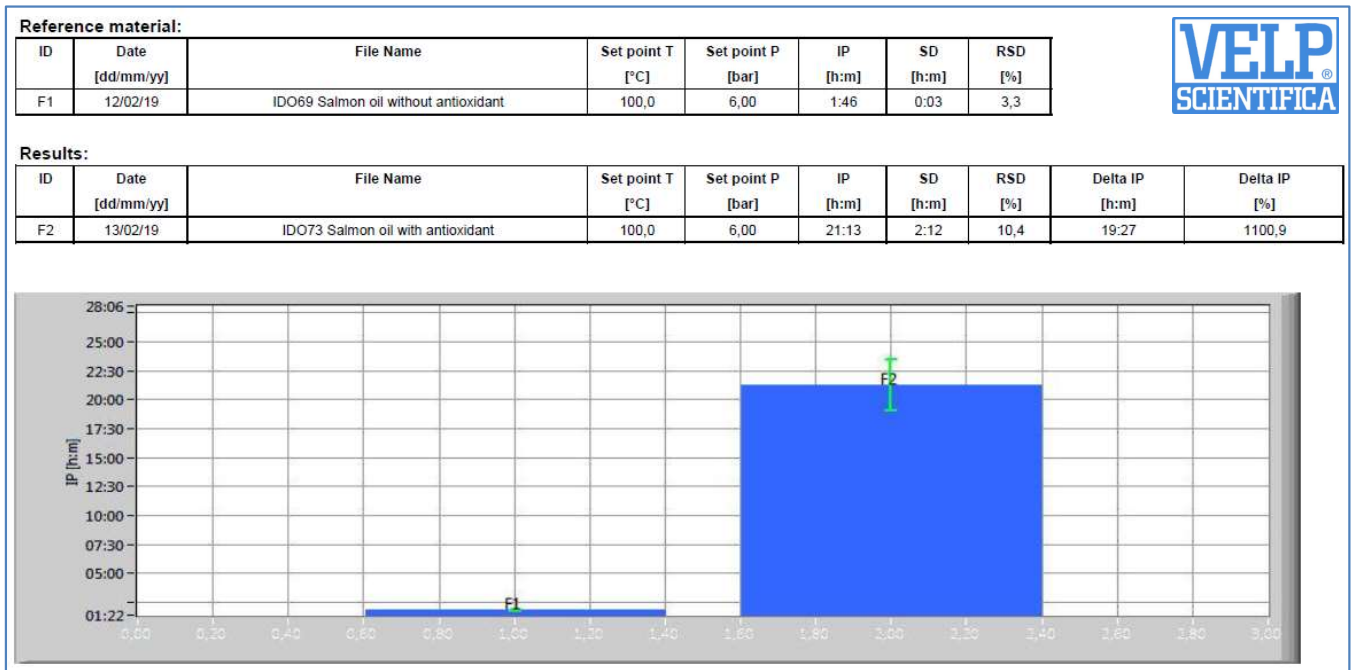 Reference material:
VELP®
SCIENTIFICA
ID Date File Name Set point T Set point P IP SD RSD
[dd/mm/yy] [°C] [bar] [h:m] [h:m] [%]
F1 12/02/19 IDO69 Salmon oil without antioxidant 100,0 6,00 1:46 0:03 3,3
Results:
ID Date File Name Set point T Set point P IP SD RSD Delta IP Delta IP
[dd/mm/yy] [°C] [bar] [h:m] [h:m] [%] [h:m] [%]
F2 13/02/19 IDO73 Salmon oil with antioxidant 100,0 6,00 21:13 2:12 10,4 19:27 1100,9
28:06
25:00
22:30
F2
20:00
17:30
IP [h:m]
15:00
12:30
10:00
07:30
05:00
F1
01:22
0,00 0,20 0,40 0,60 0,80 1,00 1,20 1,40 1,60 1,80 2,00 2,20 2,40 2,60 2,80 3,00